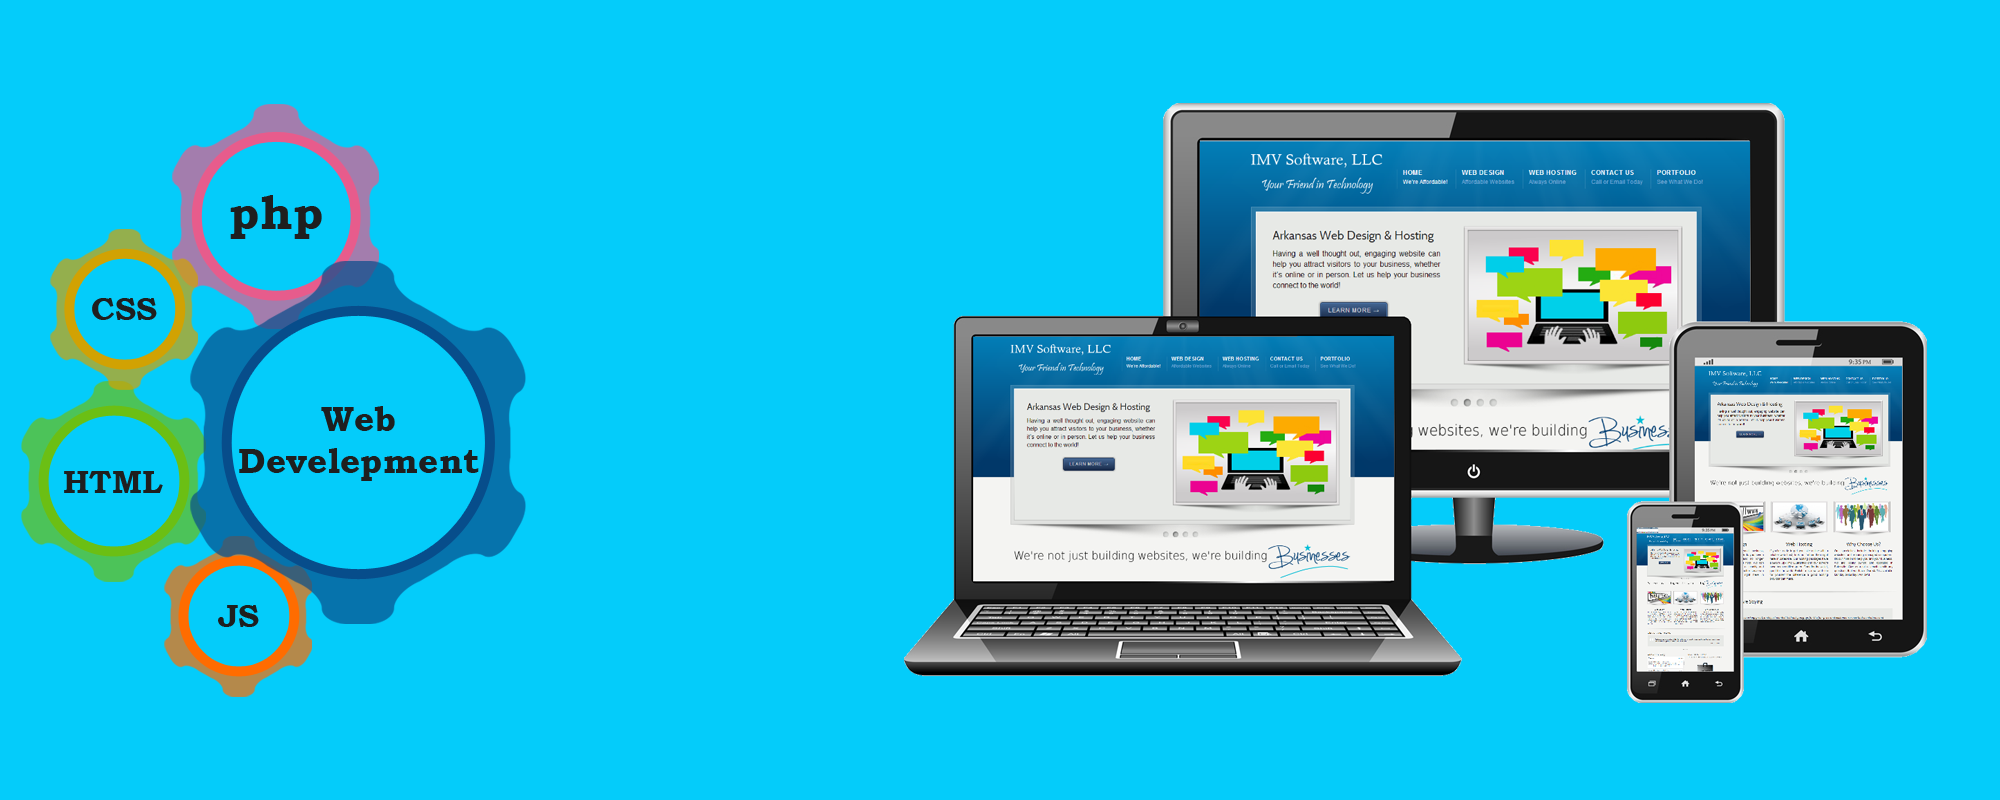 php
CSS
HTML
Web
Develepment
JS
IMV Software, LLC
Your Friend in Technology
HOME
We're Affordable!
WEB DESIGN
Affordable Websites
WEB HOSTING
Always Online
CONTACT US
Call or Email Today
PORTFOLIO
See What We Do!
Arkansas Web Design & Hosting
Having a well thought out, engaging website can
help you attract visitors to your business, whether
it's online or in person. Let us help your business
connect to the world!
LEARN MORE →
websites, we're building Busines
IMV Software, LLC
Your Friend in Technology
HOME
We're Affordable!
WEB DESIGN
Affordable Websites
WEB HOSTING
Always Online
CONTACT US
Call or Email Today
PORTFOLIO
See What We Do!
Arkansas Web Design & Hosting
Having a well thought out, engaging website can
help you attract visitors to your business, whether
it's online or in person. Let us help your business
connect to the world!
LEARN MORE →
We're not just building websites, we're building Businesses
9:35 PM
IMV Software, LLC
Your Friend in Technology
Arkansas Web Design & Hosting
We're not just building websites, we're building Businesses
Web Hosting
Why Choose Us?